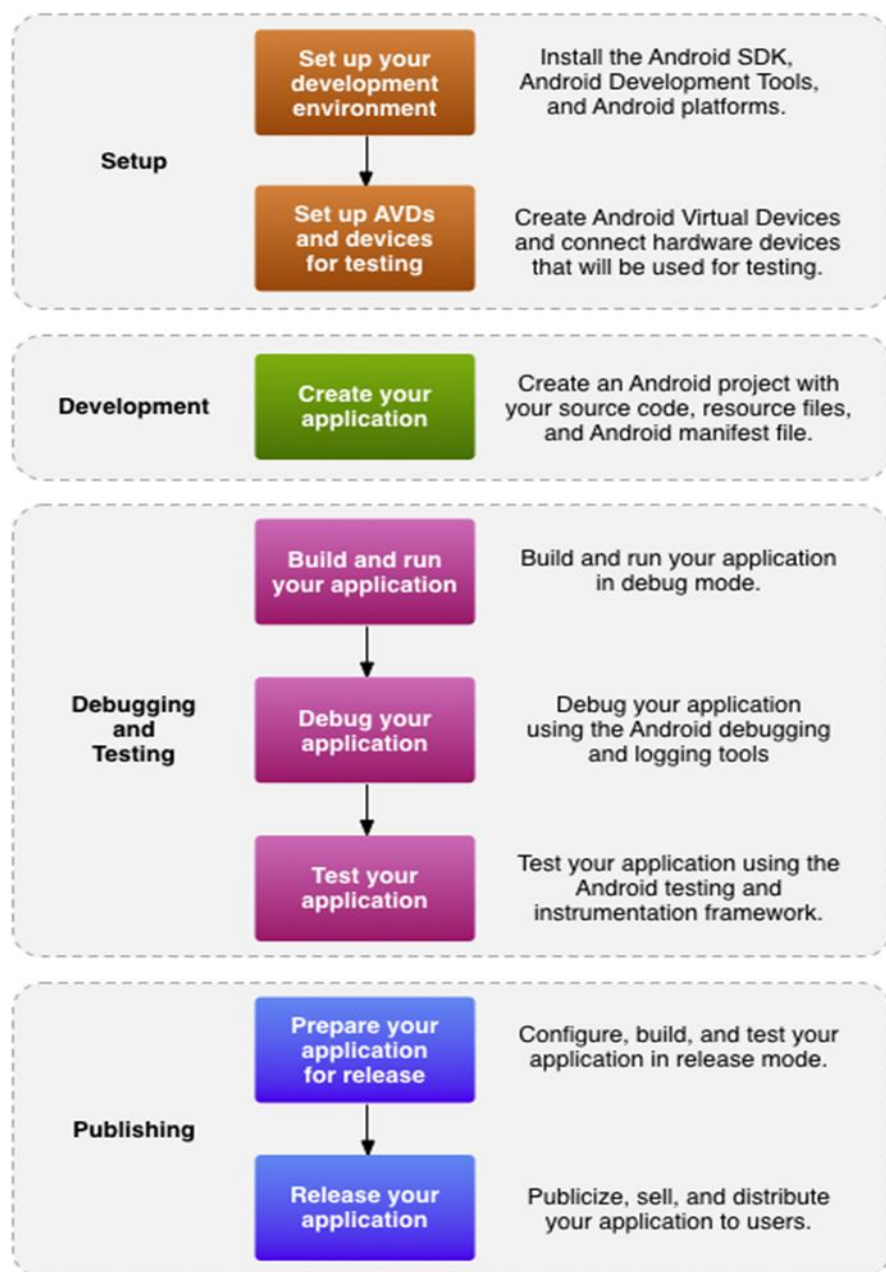 Set up your
development
environment
Install the Android SDK,
Android Development Tools,
and Android platforms.
Setup
Set up AVDs
and devices
for testing
Create Android Virtual Devices
and connect hardware devices
that will be used for testing.
Development
Create your
application
Create an Android project with
your source code, resource files,
and Android manifest file.
Build and run
your application
Build and run your application
in debug mode.
Debugging
and
Testing
Debug your
application
Debug your application
using the Android debugging
and logging tools
Test your
application
Test your application using the
Android testing and
instrumentation framework.
Prepare your
application
for release
Configure, build, and test your
application in release mode.
Publishing
Release your
application
Publicize, sell, and distribute
your application to users.